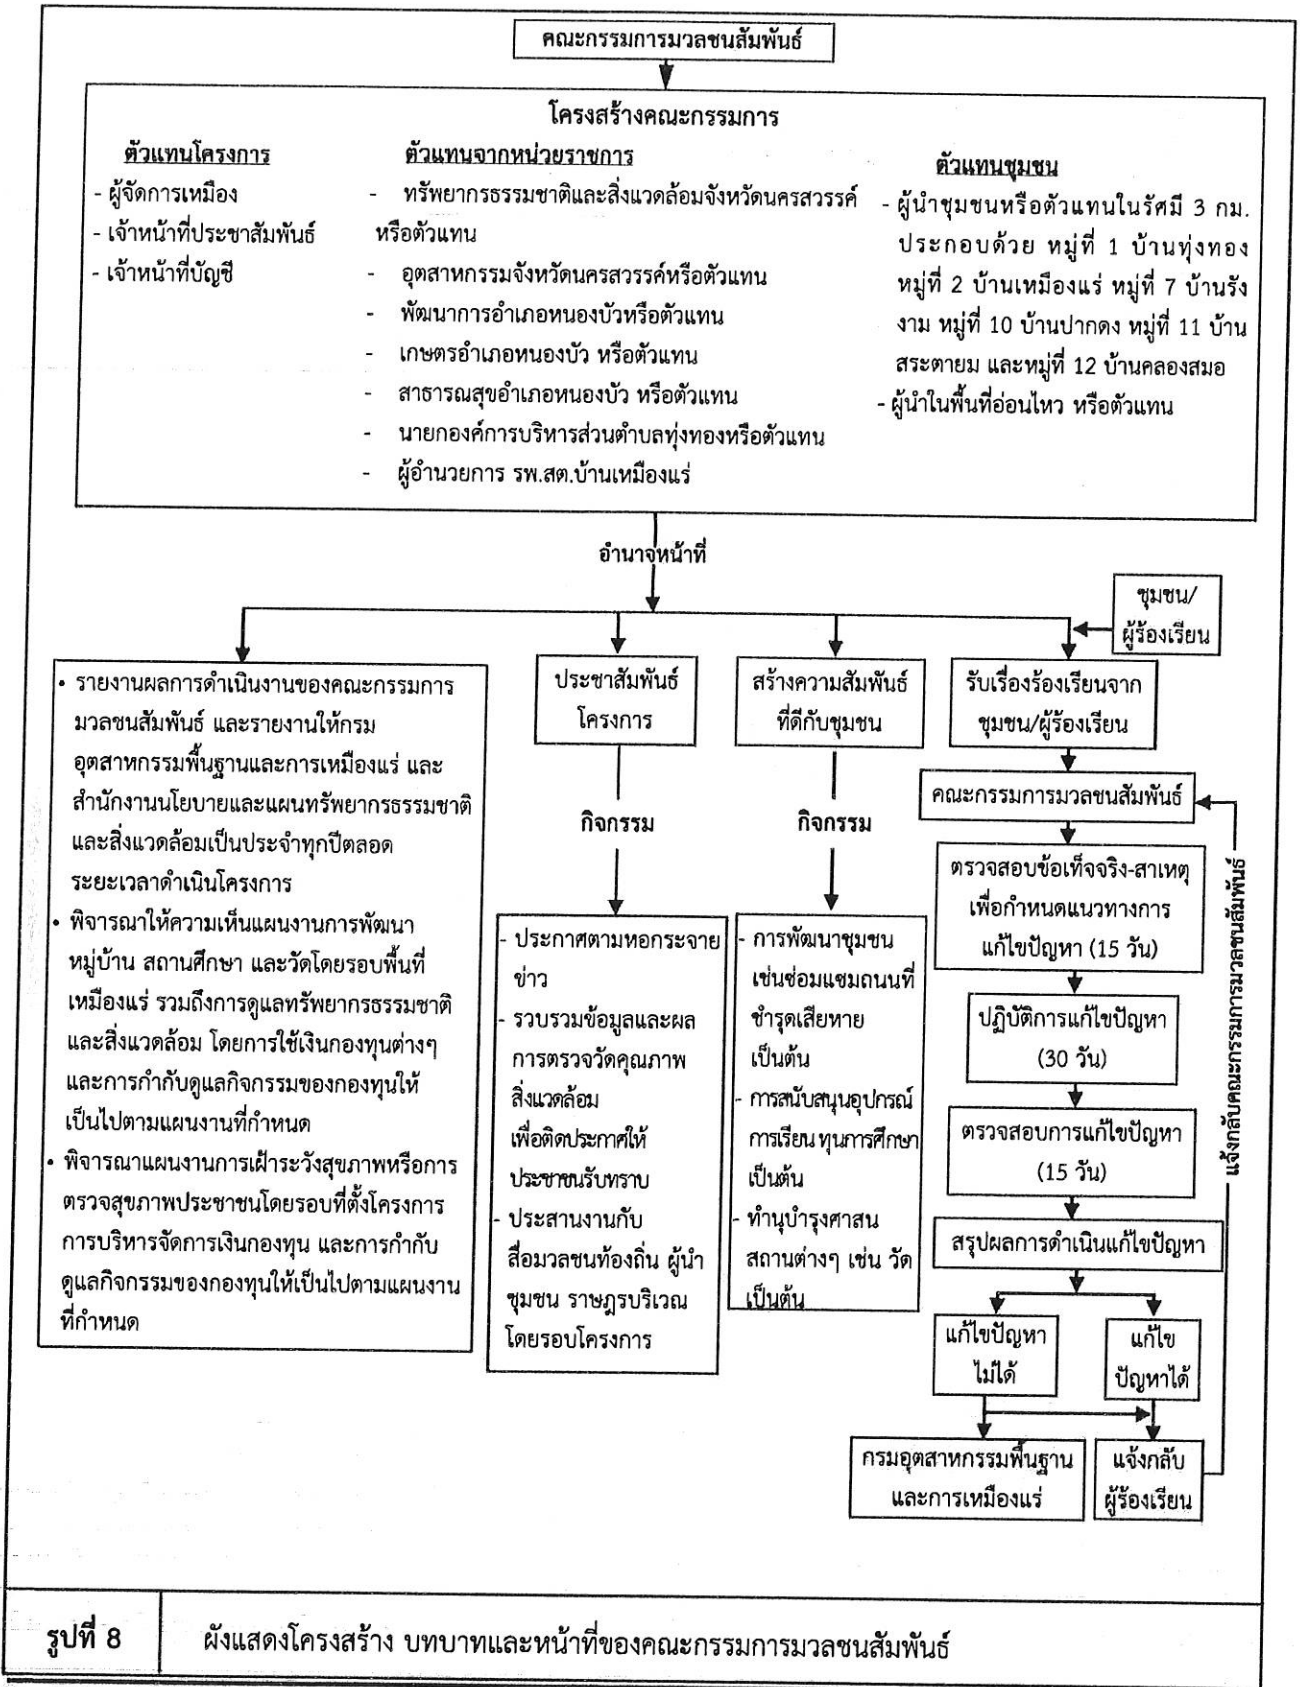 คณะกรรมการมวลชนสัมพันธ์
โครงสร้างคณะกรรมการ
ตัวแทนโครงการ
- ผู้จัดการเหมือง
- เจ้าหน้าที่ประชาสัมพันธ์
- เจ้าหน้าที่บัญชี
ตัวแทนจากหน่วยราชการ
- ทรัพยากรธรรมชาติและสิ่งแวดล้อมจังหวัดนครสวรรค์
หรือตัวแทน
- อุตสาหกรรมจังหวัดนครสวรรค์หรือตัวแทน
- พัฒนาการอำเภอหนองบัวหรือตัวแทน
- เกษตรอำเภอหนองบัว หรือตัวแทน
- สาธารณสุขอำเภอหนองบัว หรือตัวแทน
- นายกองค์การบริหารส่วนตำบลทุ่งทองหรือตัวแทน
- ผู้อำนวยการ รพ.สต.บ้านเหมืองแร่
ตัวแทนชุมชน
- ผู้นำชุมชนหรือตัวแทนในรัศมี 3 กม.
ประกอบด้วย หมู่ที่ 1 บ้านทุ่งทอง
หมู่ที่ 2 บ้านเหมืองแร่ หมู่ที่ 7 บ้านรัง
งาม หมู่ที่ 10 บ้านปากดง หมู่ที่ 11 บ้าน
สระตายม และหมู่ที่ 12 บ้านคลองสมอ
- ผู้นำในพื้นที่อ่อนไหว หรือตัวแทน
อำนาจหน้าที่
ชุมชน/
ผู้ร้องเรียน
• รายงานผลการดำเนินงานของคณะกรรมการ
มวลชนสัมพันธ์ และรายงานให้กรม
อุตสาหกรรมพื้นฐานและการเหมืองแร่ และ
สำนักงานนโยบายและแผนทรัพยากรธรรมชาติ
และสิ่งแวดล้อมเป็นประจำทุกปีตลอด
ระยะเวลาดำเนินโครงการ
• พิจารณาให้ความเห็นแผนงานการพัฒนา
หมู่บ้าน สถานศึกษา และวัดโดยรอบพื้นที่
เหมืองแร่ รวมถึงการดูแลทรัพยากรธรรมชาติ
และสิ่งแวดล้อม โดยการใช้เงินกองทุนต่างๆ
และการกำกับดูแลกิจกรรมของกองทุนให้
เป็นไปตามแผนงานที่กำหนด
• พิจารณาแผนงานการเฝ้าระวังสุขภาพหรือการ
ตรวจสุขภาพประชาชนโดยรอบที่ตั้งโครงการ
การบริหารจัดการเงินกองทุน และการกำกับ
ดูแลกิจกรรมของกองทุนให้เป็นไปตามแผนงาน
ที่กำหนด
ประชาสัมพันธ์
โครงการ
กิจกรรม
- ประกาศตามหอกระจาย
ข่าว
- รวบรวมข้อมูลและผล
การตรวจวัดคุณภาพ
สิ่งแวดล้อม
เพื่อติดประกาศให้
ประชาชนรับทราบ
- ประสานงานกับ
สื่อมวลชนท้องถิ่น ผู้นำ
ชุมชน ราษฎรบริเวณ
โดยรอบโครงการ
สร้างความสัมพันธ์
ที่ดีกับชุมชน
กิจกรรม
- การพัฒนาชุมชน
เช่นซ่อมแซมถนนที่
ชำรุดเสียหาย
เป็นต้น
- การสนับสนุนอุปกรณ์
การเรียน ทุนการศึกษา
เป็นต้น
- ทำนุบำรุงศาสน
สถานต่างๆ เช่น วัด
เป็นต้น
รับเรื่องร้องเรียนจาก
ชุมชน/ผู้ร้องเรียน
คณะกรรมการมวลชนสัมพันธ์
ตรวจสอบข้อเท็จจริง-สาเหตุ
เพื่อกำหนดแนวทางการ
แก้ไขปัญหา (15 วัน)
ปฏิบัติการแก้ไขปัญหา
(30 วัน)
ตรวจสอบการแก้ไขปัญหา
(15 วัน)
สรุปผลการดำเนินแก้ไขปัญหา
แก้ไขปัญหา
ไม่ได้
แก้ไข
ปัญหาได้
กรมอุตสาหกรรมพื้นฐาน
และการเหมืองแร่
แจ้งกลับ
ผู้ร้องเรียน
แจ้งกลับคณะกรรมการมวลชนสัมพันธ์
รูปที่ 8
ผังแสดงโครงสร้าง บทบาทและหน้าที่ของคณะกรรมการมวลชนสัมพันธ์